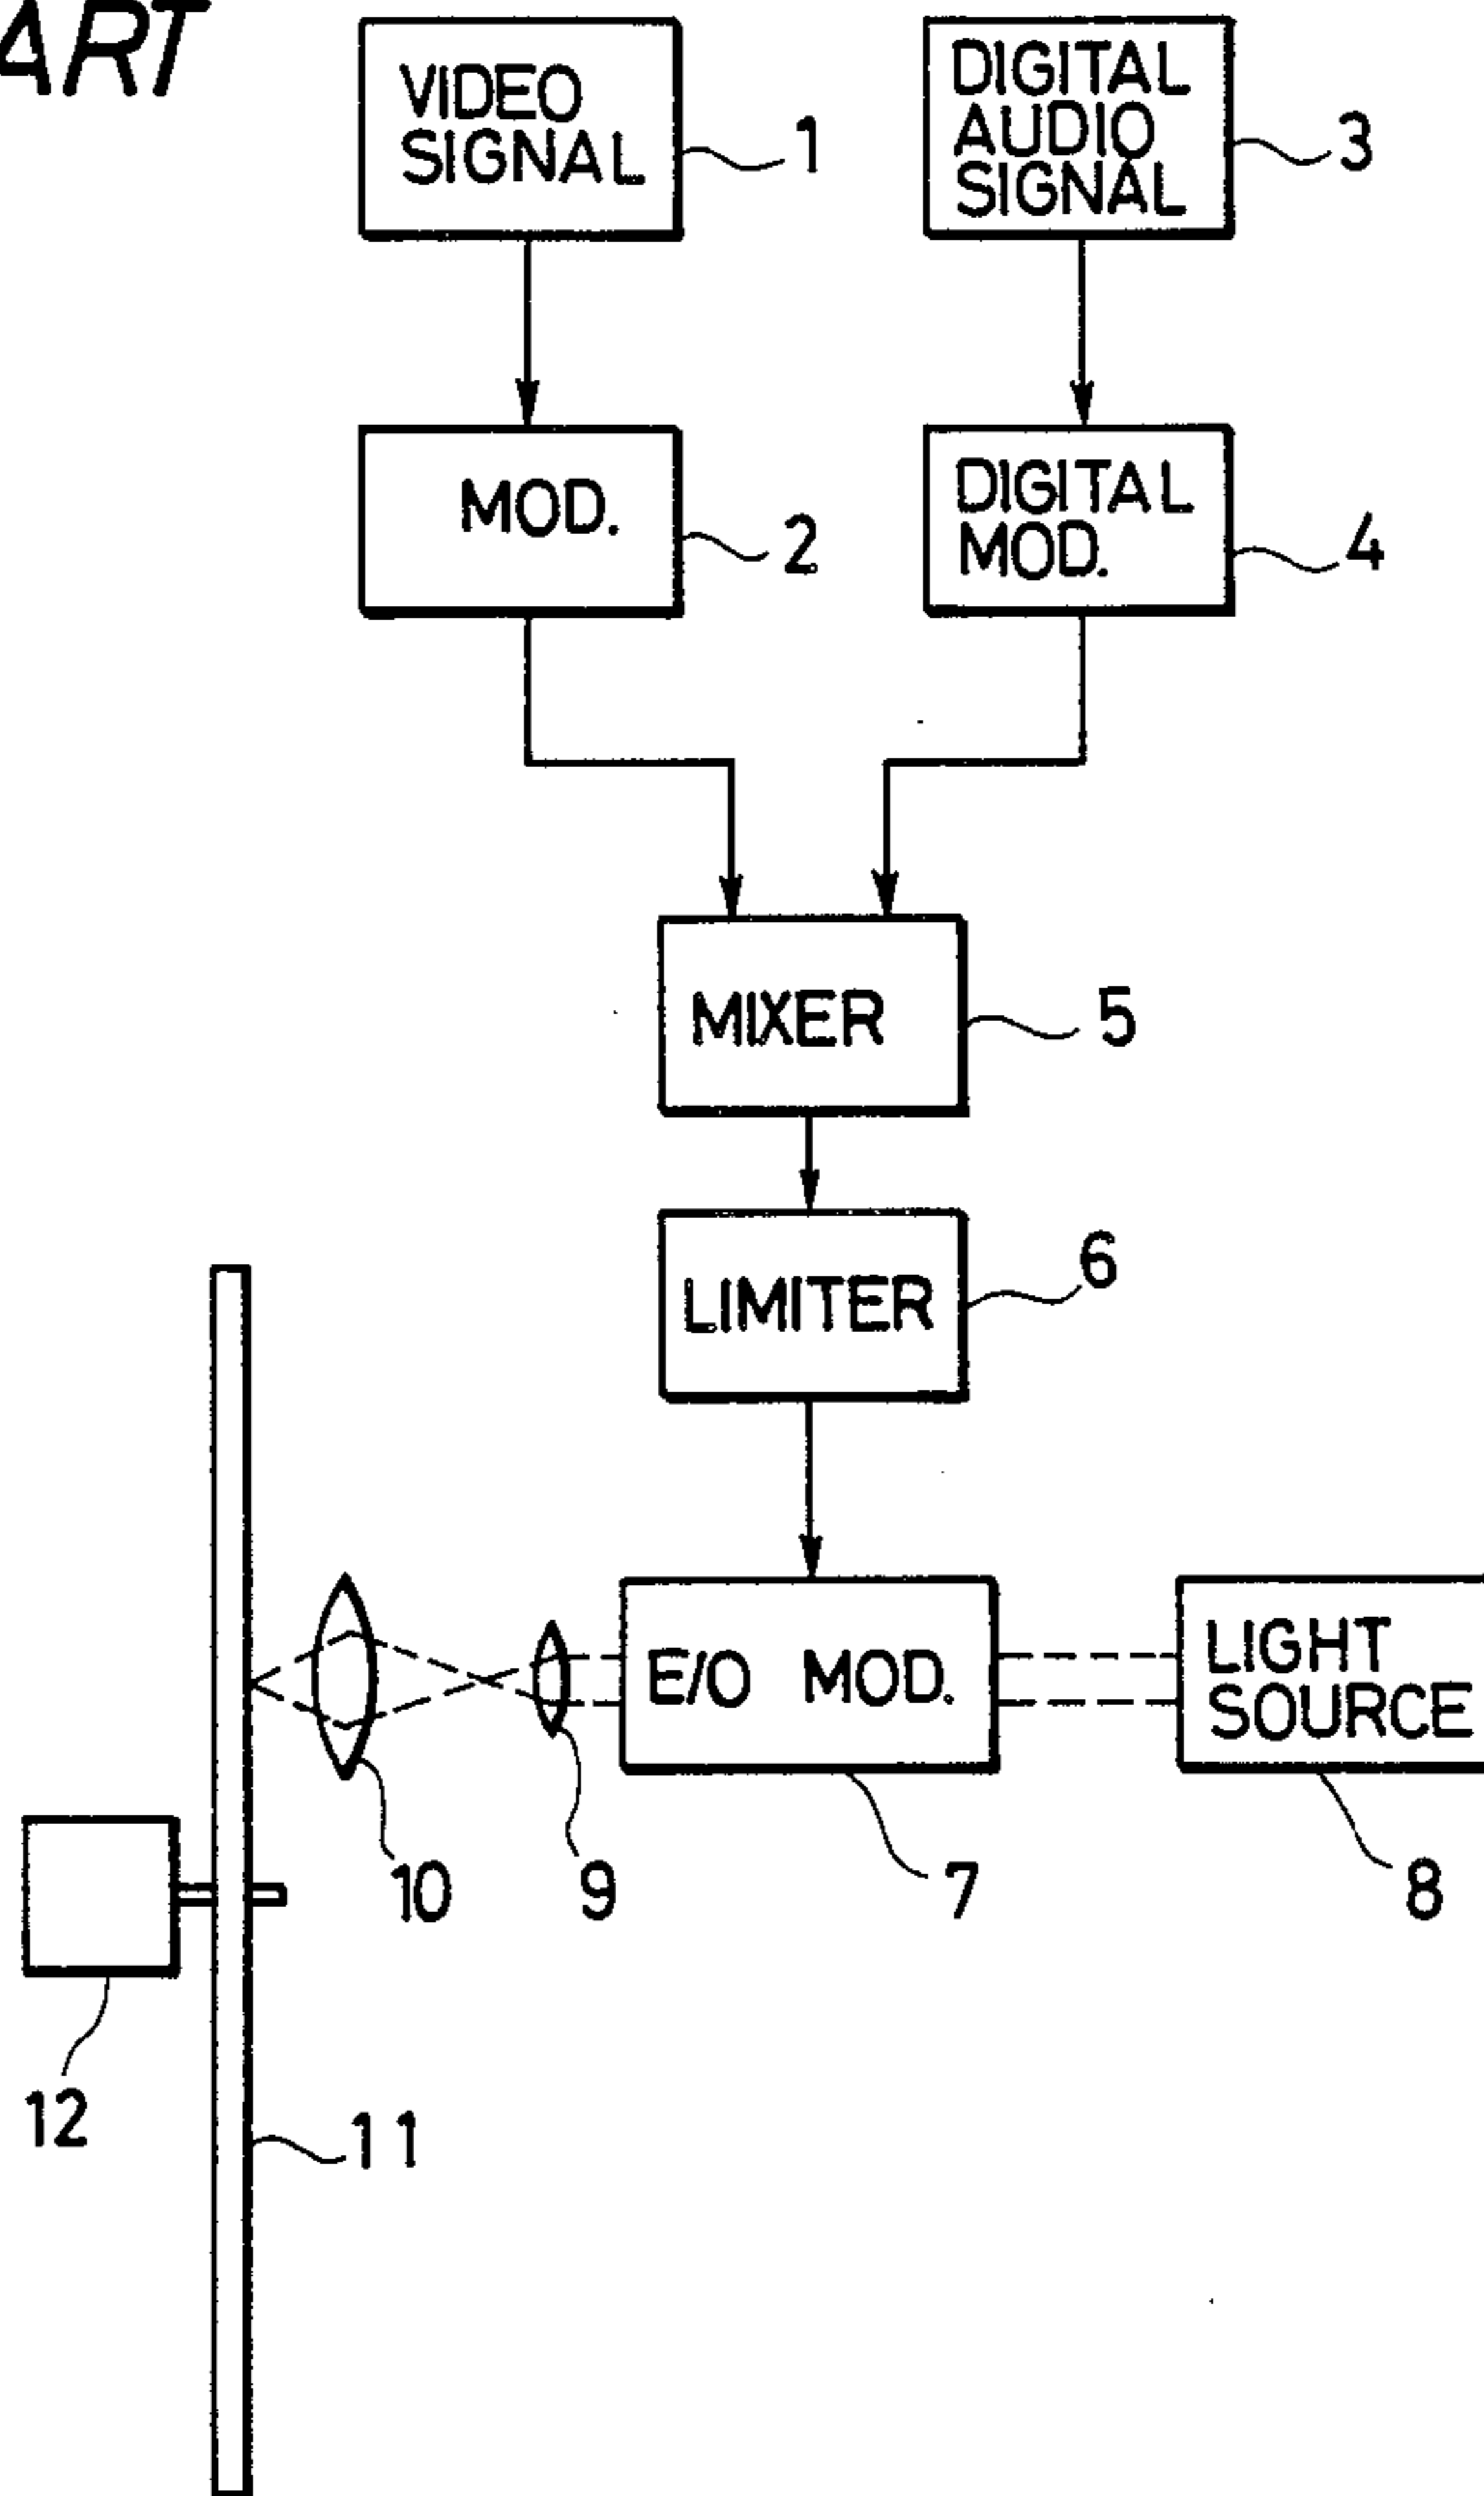 ART
VIDEO
SIGNAL
1
DIGITAL
AUDIO
SIGNAL
3
MOD.
2
DIGITAL
MOD.
4
MIXER
5
LIMITER
6
E/O MOD.
LIGHT
SOURCE
10
9
7
8
12
11